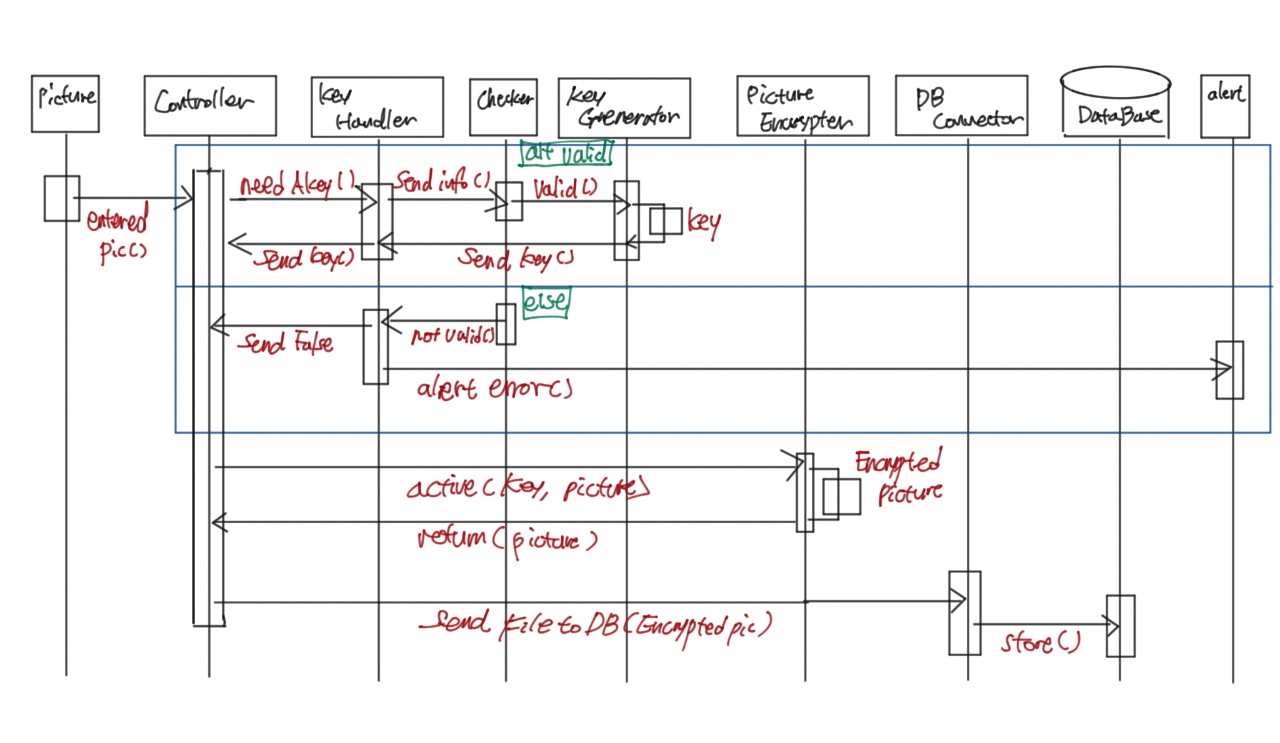 Picture
Controller
Key
Handler
Checker
Key
Generator
Picture
Encrypter
DB
Connector
DataBase
alert
alt valid
need Akey()
Send info()
Valid()
entered
pic()
key
Send key()
Send key()
else
Send False
not valid()
alert error()
active(key, picture)
Encrypted
picture
return(picture)
Send File to DB(Encrypted pic)
store()